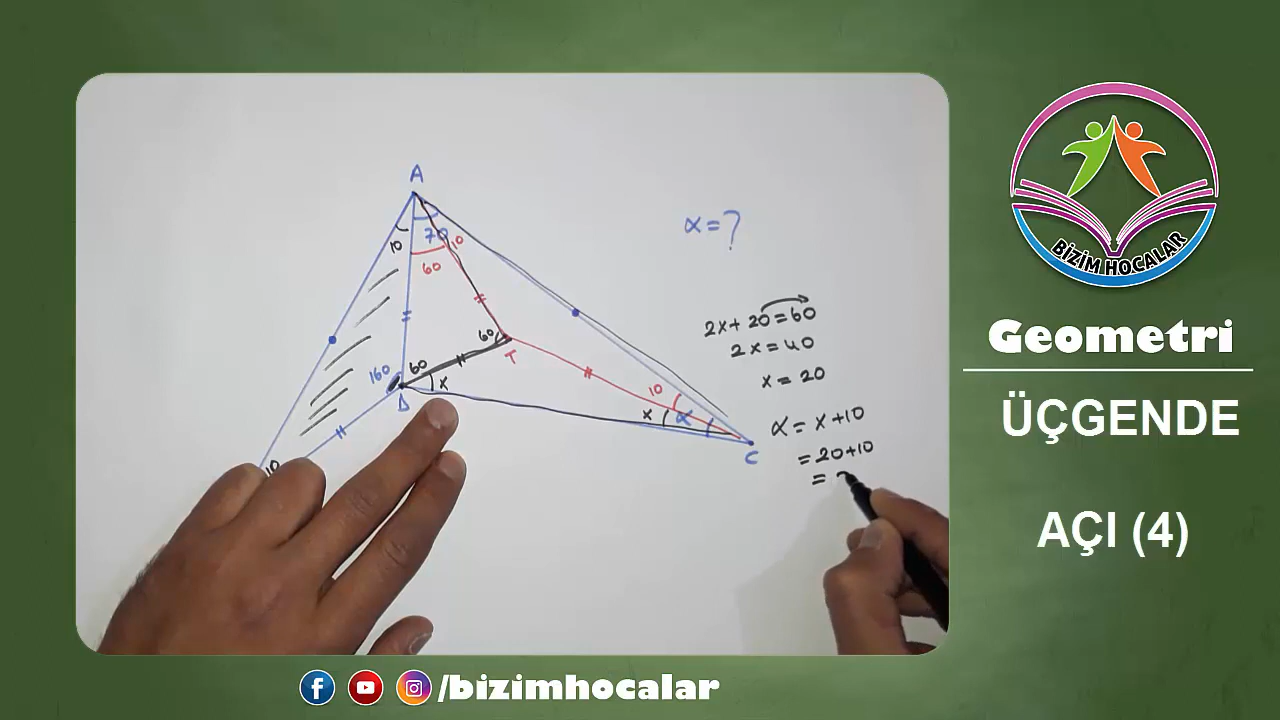 A
10
70
10
60
α = ?
60
T
160
60
x
D
10
10
x
α
C
2x + 20 = 60
2x = 40
x = 20
α = x + 10
= 20 + 10
=
BİZİM HOCALAR
Geometri
ÜÇGENDE
AÇI (4)
/bizimhocalar